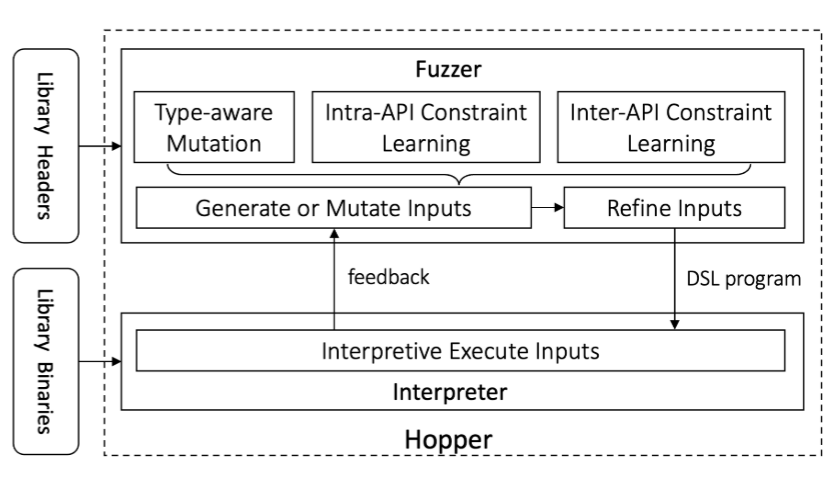 Library Headers
Fuzzer
Type-aware
Mutation
Intra-API Constraint
Learning
Inter-API Constraint
Learning
Generate or Mutate Inputs
Refine Inputs
feedback
DSL program
Library Binaries
Interpretive Execute Inputs
Interpreter
Hopper